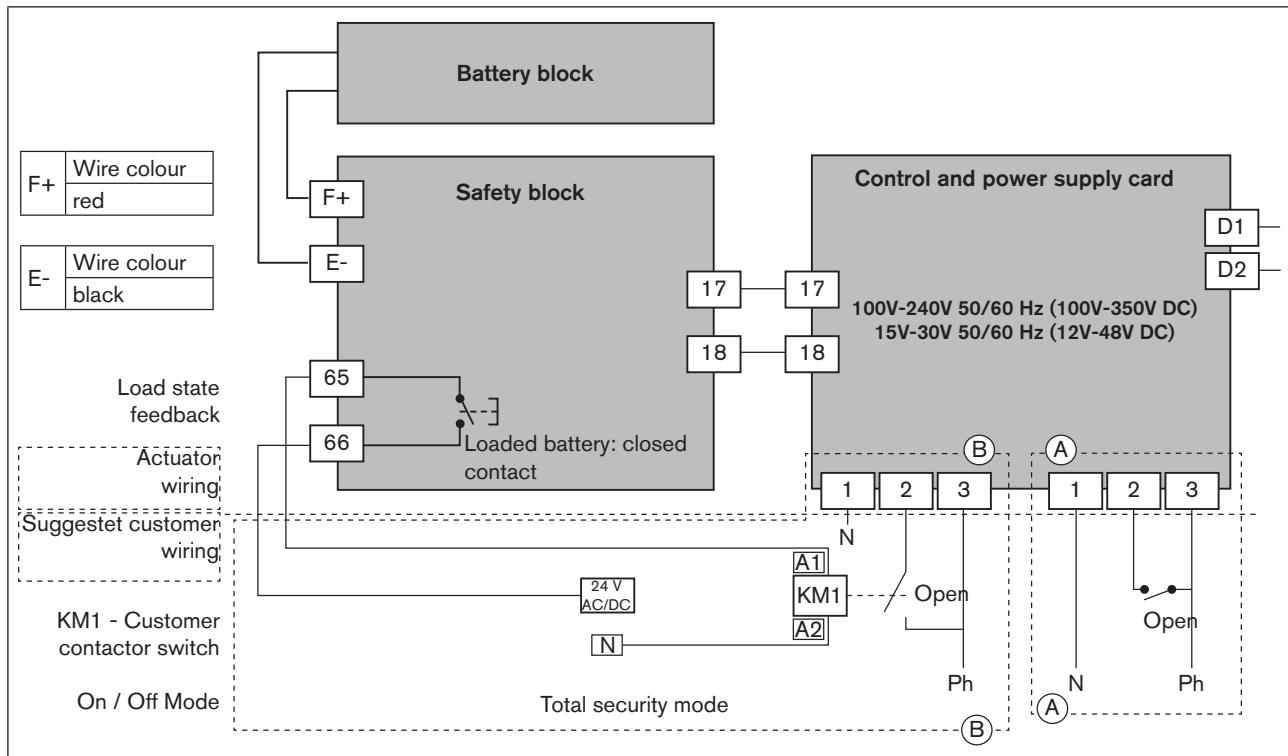 Battery block
F+
Wire colour
red
E-
Wire colour
black
Safety block
Control and power supply card
F+
E-
D1
D2
17
17
18
18
100V-240V 50/60 Hz (100V-350V DC)
15V-30V 50/60 Hz (12V-48V DC)
Load state
feedback
65
66
Loaded battery: closed
contact
Actuator
wiring
B
A
1
2
3
1
2
3
Suggestet customer
wiring
N
A1
24 V
AC/DC
KM1
Open
A2
N
Open
KM1 - Customer
contactor switch
Ph
N
Ph
On / Off Mode
Total security mode
B
A